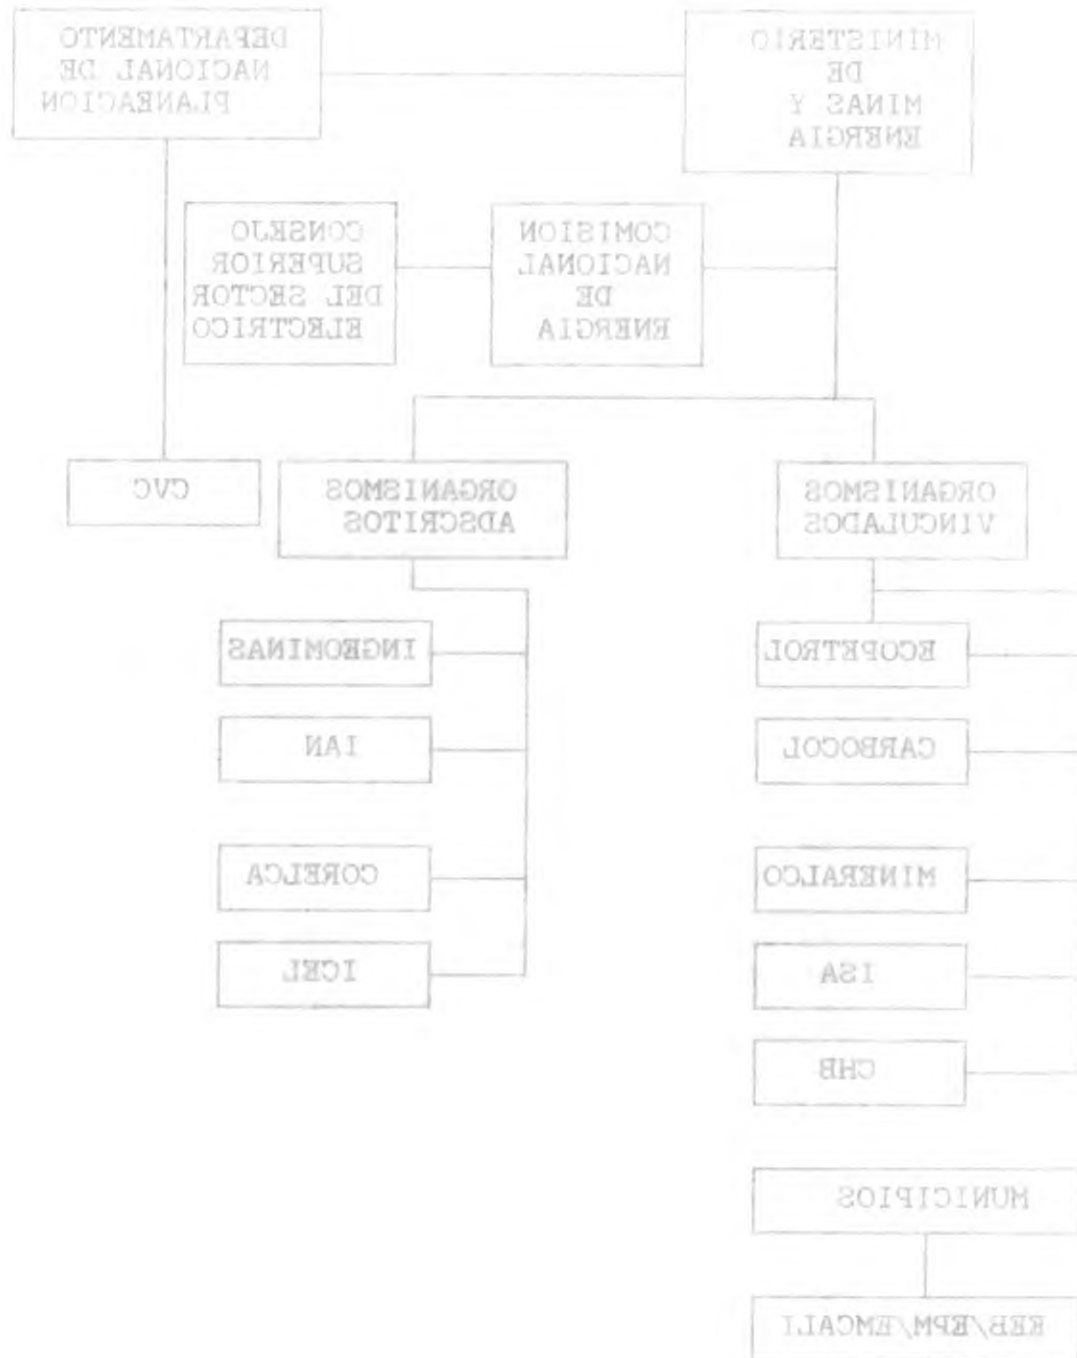 MINISTERIO
DE
MINAS Y
ENERGIA
DEPARTAMENTO
NACIONAL DE
PLANEACION
COMISION
NACIONAL
DE
ENERGIA
CONSEJO
SUPERIOR
DEL SECTOR
ELECTRICO
ORGANISMOS
VINCULADOS
ORGANISMOS
ADSCRITOS
CVC
ECOPETROL
CARBOCOL
MINERALCO
ISA
CHB
INGEOMINAS
IAN
CORELCA
ICEL
MUNICIPIOS
EEB/EPM/EMCALI